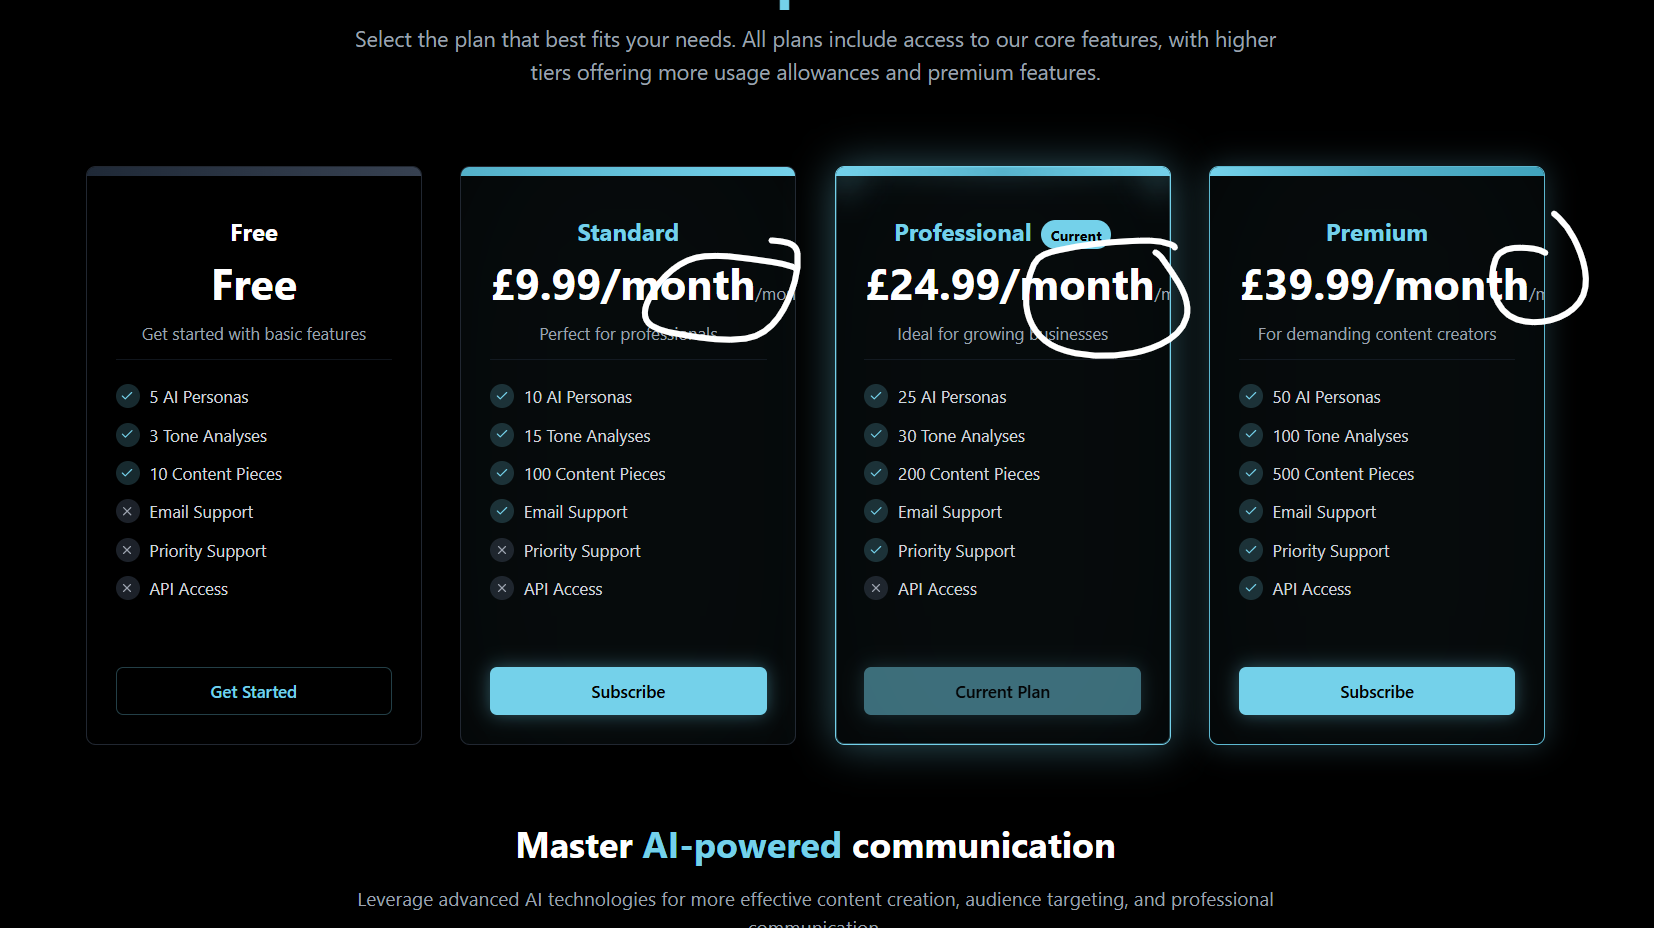 Select the plan that best fits your needs. All plans include access to our core features, with higher
tiers offering more usage allowances and premium features.
Free
Free
Get started with basic features
5 AI Personas
3 Tone Analyses
10 Content Pieces
Email Support
Priority Support
API Access
Get Started
Standard
£9.99/month/mon
Perfect for professionals
10 AI Personas
15 Tone Analyses
100 Content Pieces
Email Support
Priority Support
API Access
Subscribe
Professional Current
£24.99/month/m
Ideal for growing businesses
25 AI Personas
30 Tone Analyses
200 Content Pieces
Email Support
Priority Support
API Access
Current Plan
Premium
£39.99/month/m
For demanding content creators
50 AI Personas
100 Tone Analyses
500 Content Pieces
Email Support
Priority Support
API Access
Subscribe
Master AI-powered communication
Leverage advanced AI technologies for more effective content creation, audience targeting, and professional
communication